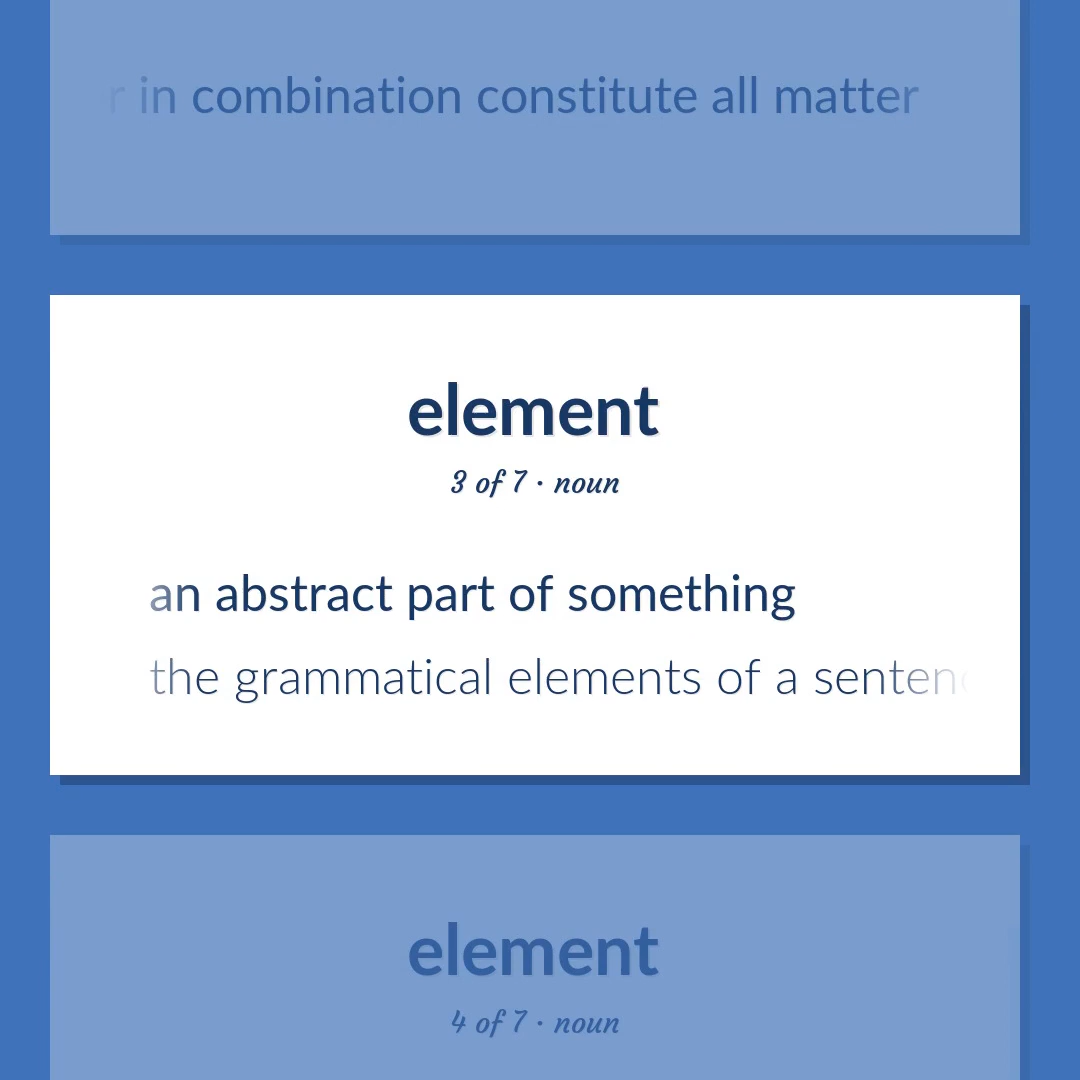 in combination constitute all matter
element
3 of 7 · noun
an abstract part of something
the grammatical elements of a
element
4 of 7 · noun